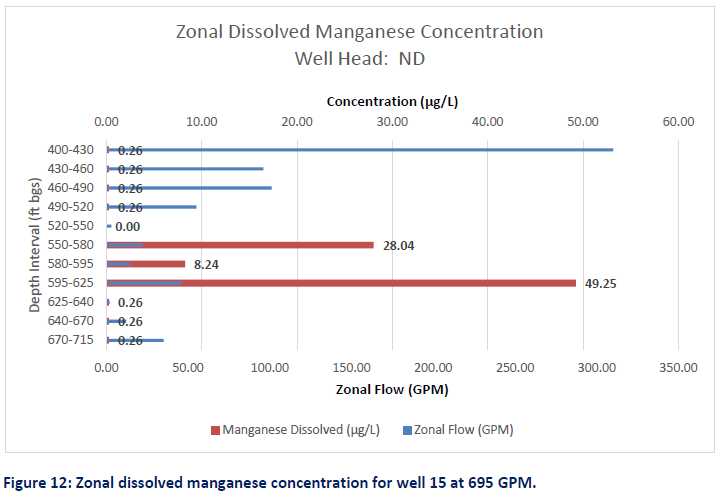 Zonal Dissolved Manganese Concentration
Well Head: ND
Concentration (µg/L)
0.00 10.00 20.00 30.00 40.00 50.00 60.00
Depth Interval (ft bgs)
400-430 0.26
430-460 0.26
460-490 0.26
490-520 0.26
520-550 0.00
550-580 28.04
580-595 8.24
595-625 49.25
625-640 0.26
640-670 0.26
670-715 0.26
0.00 50.00 100.00 150.00 200.00 250.00 300.00 350.00
Zonal Flow (GPM)
Manganese Dissolved (µg/L) Zonal Flow (GPM)
Figure 12: Zonal dissolved manganese concentration for well 15 at 695 GPM.